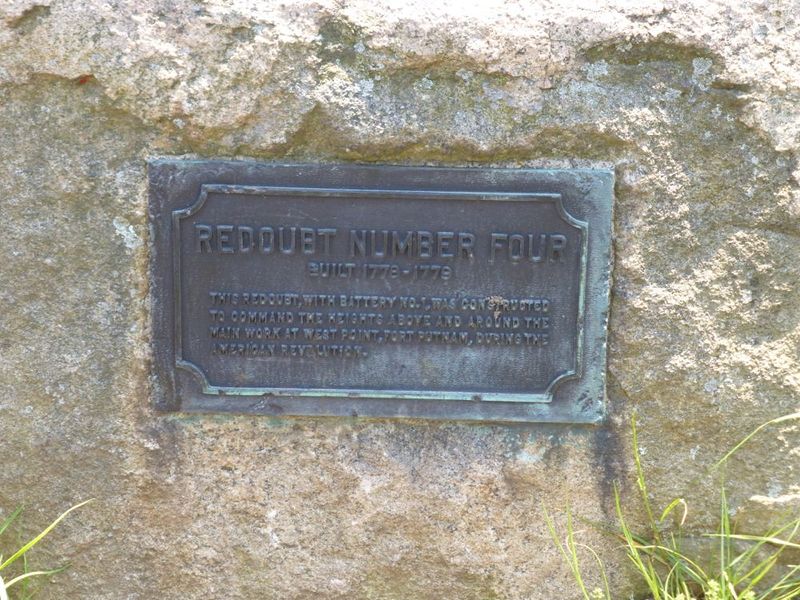 REDOUBT NUMBER FOUR
BUILT 1778-1779
THIS REDOUBT, WITH BATTERY NO.1, WAS CONSTRUCTED
TO COMMAND THE HEIGHTS ABOVE AND AROUND THE
MAIN WORK AT WEST POINT, FORT PUTNAM, DURING THE
AMERICAN REVOLUTION.